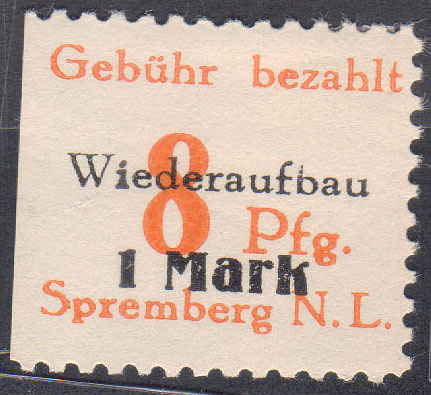 Gebühr bezahlt
Wiederaufbau
8 Pfg.
1 Mark
Spremberg N.L.